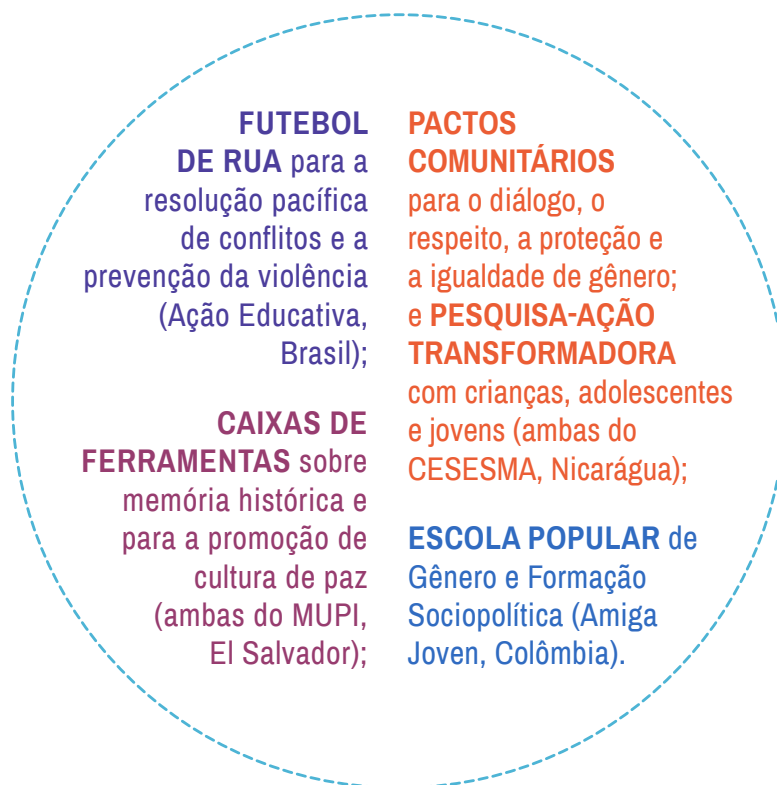 FUTEBOL
DE RUA para a
resolução pacífica
de conflitos e a
prevenção da violência
(Ação Educativa,
Brasil);
CAIXAS DE
FERRAMENTAS sobre
memória histórica e
para a promoção de
cultura de paz
(ambas do MUPI,
El Salvador);
PACTOS
COMUNITÁRIOS
para o diálogo, o
respeito, a proteção e
a igualdade de gênero;
e PESQUISA-AÇÃO
TRANSFORMADORA
com crianças, adolescentes
e jovens (ambas do
CESESMA, Nicarágua);
ESCOLA POPULAR de
Gênero e Formação
Sociopolítica (Amiga
Joven, Colômbia).